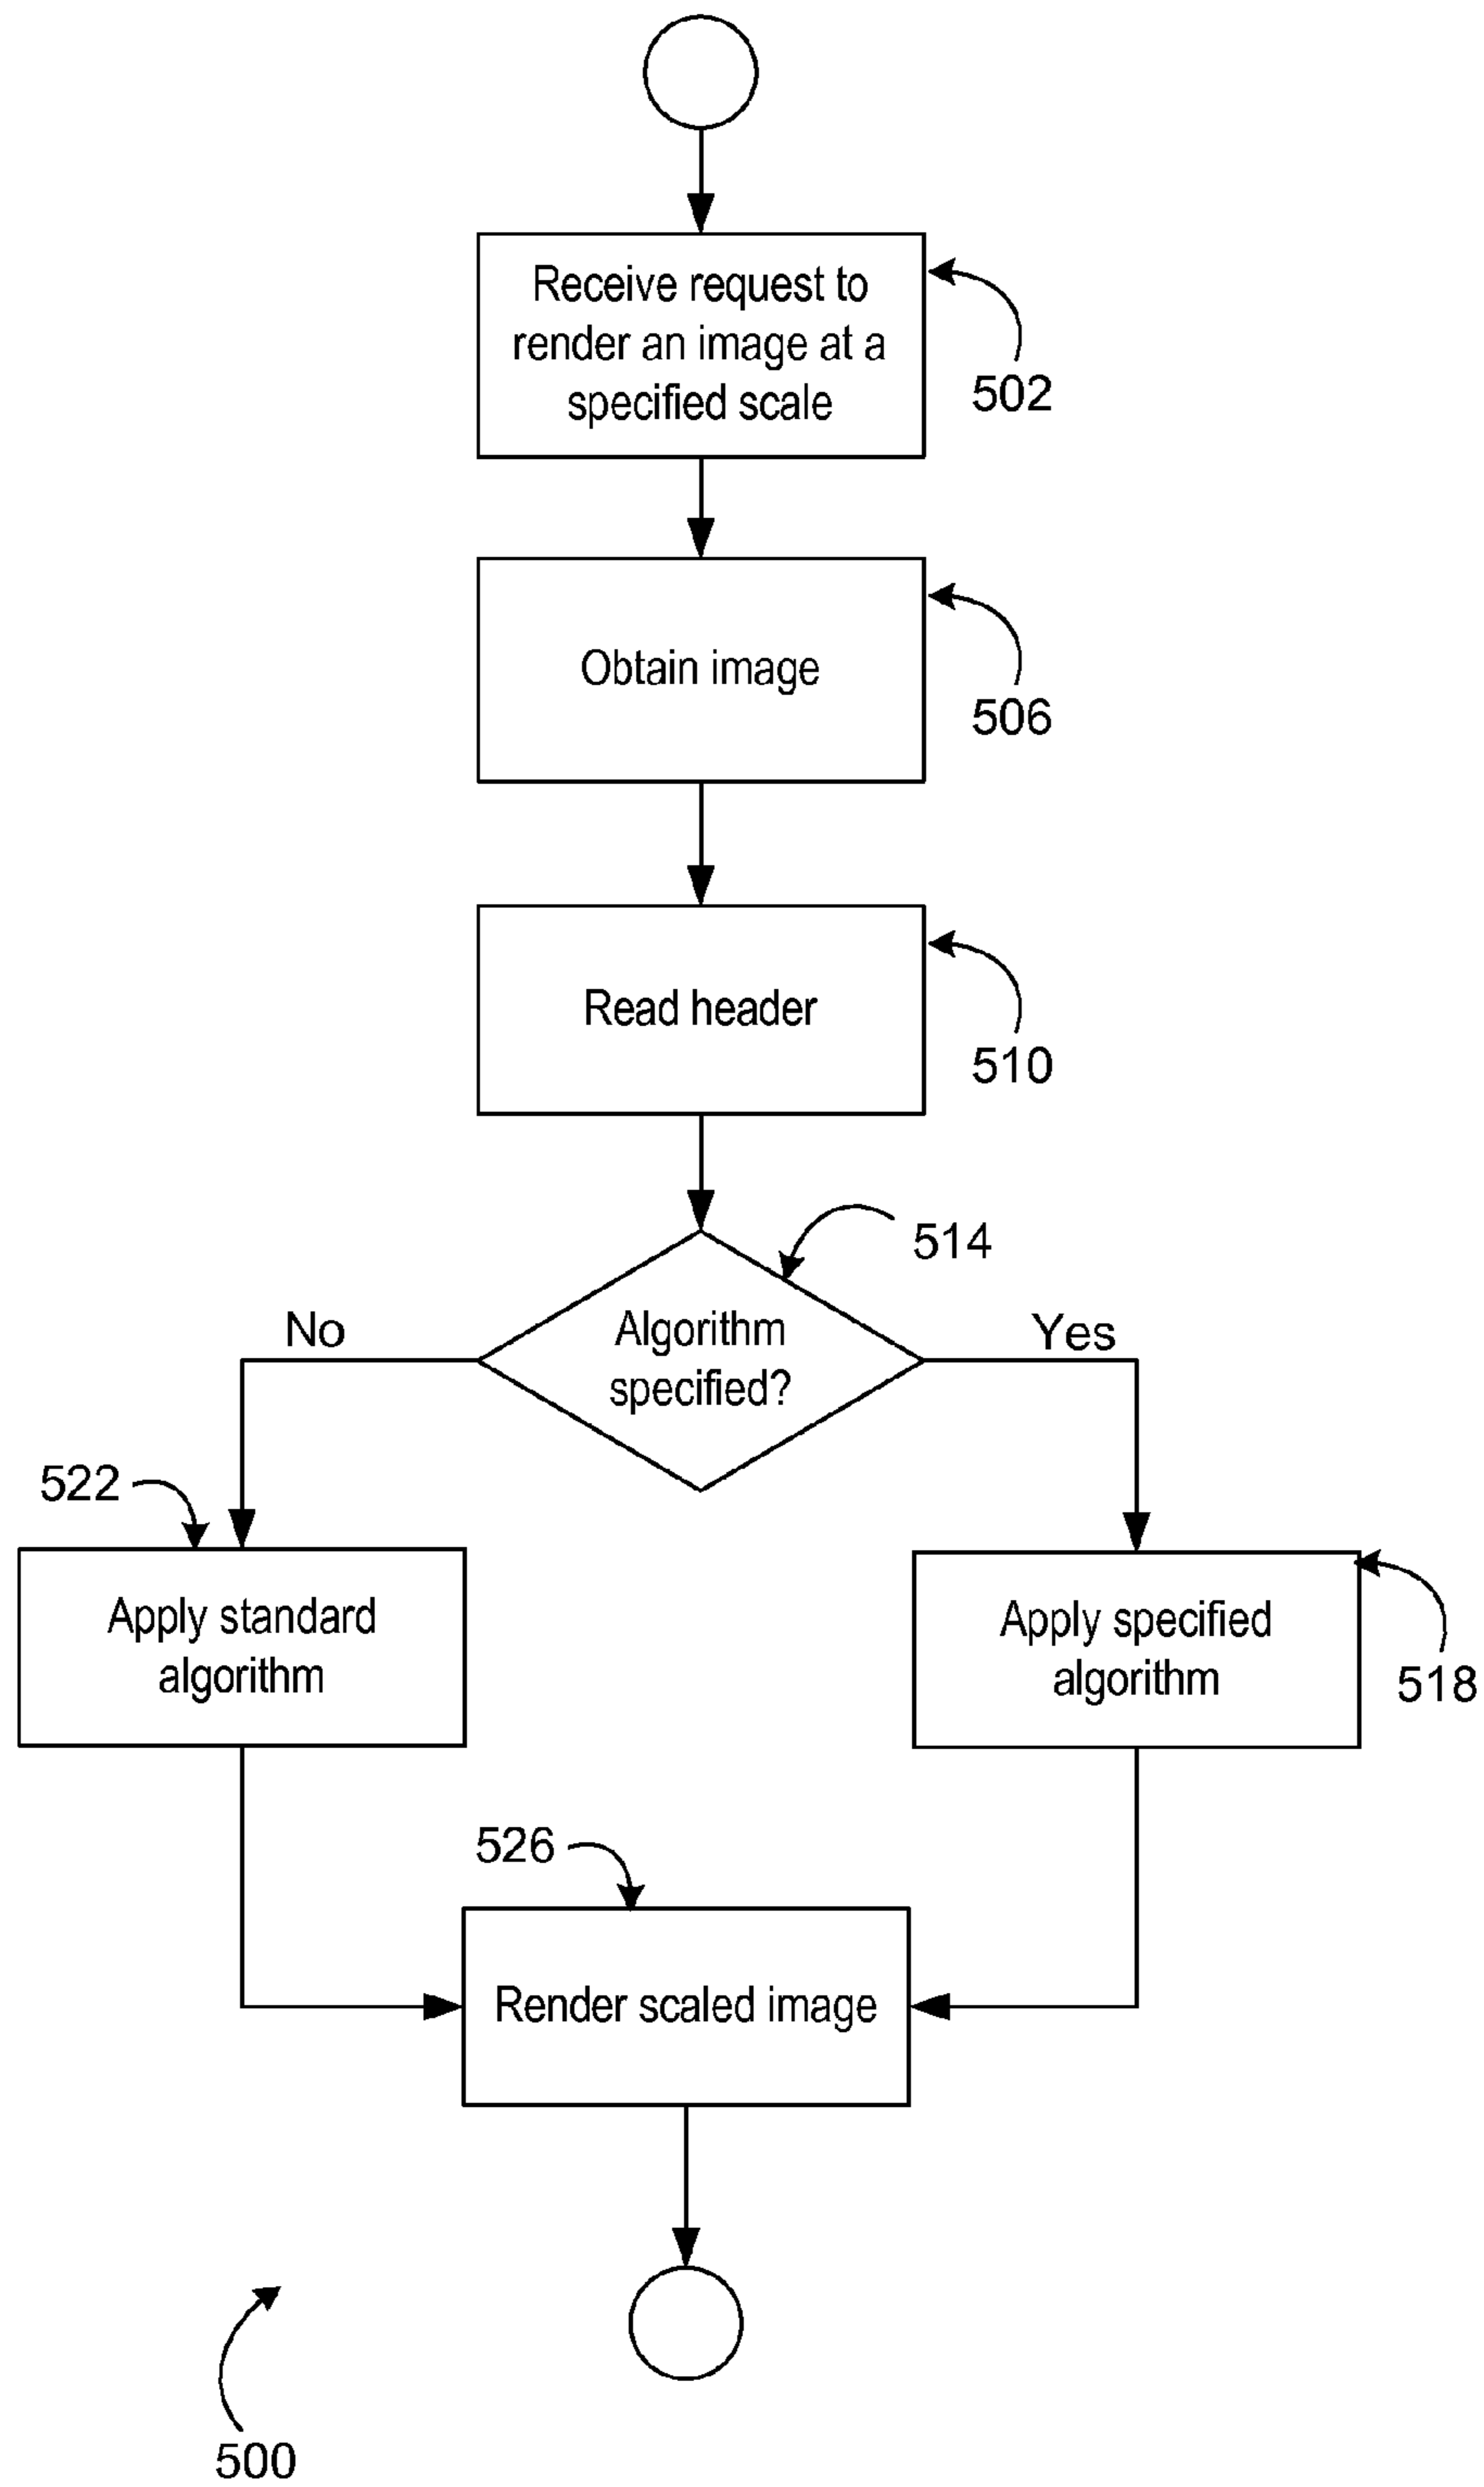 Receive request to
render an image at a
specified scale
502
Obtain image
506
Read header
510
514
Algorithm
specified?
No
Yes
522
Apply standard
algorithm
Apply specified
algorithm
518
526
Render scaled image
500